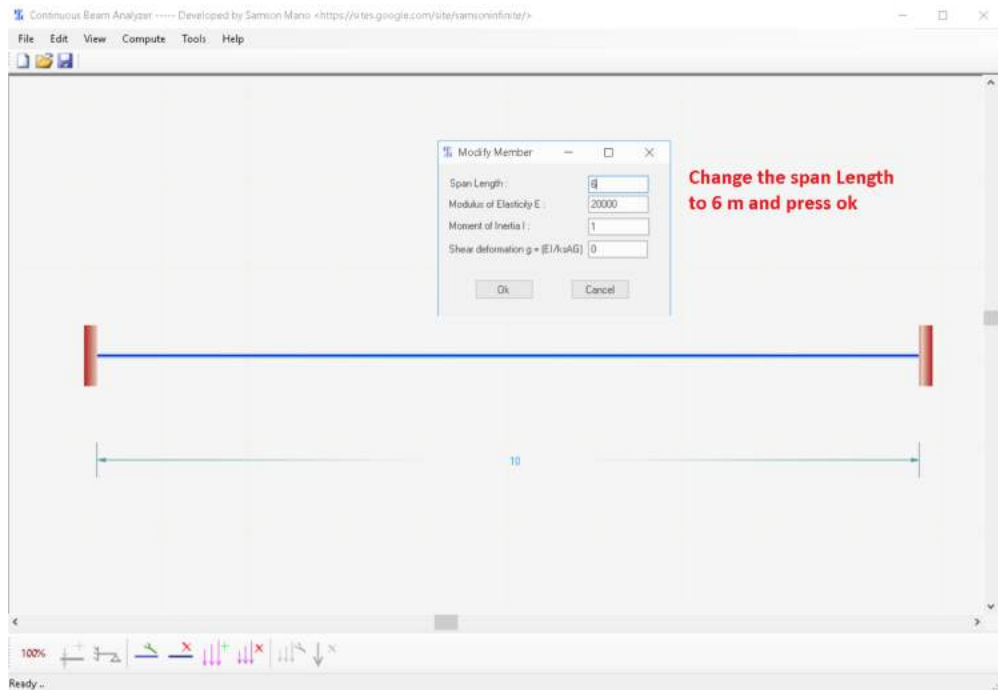 Continuous Beam Analyzer ----- Developed by Samson Mano <https://sites.google.com/site/samsoninfinite/>
File Edit View Compute Tools Help
Modify Member
Span Length :
6
Modulus of Elasticity E :
20000
Moment of Inertia I :
1
Shear deformation g = (EI/ksAG)
0
Ok Cancel
Change the span Length
to 6 m and press ok
10
100%
Ready ..